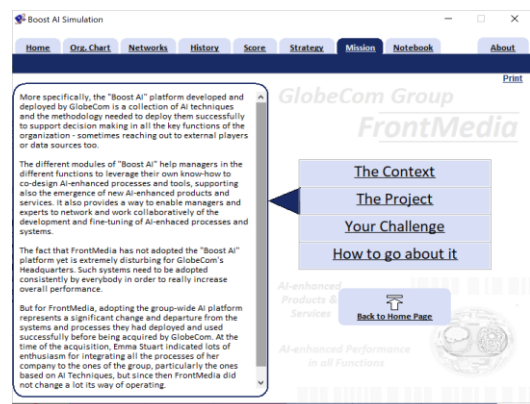 Boost AI Simulation
Home Org. Chart Networks History Score Strategy Mission Notebook About
Print
More specifically, the "Boost AI" platform developed and
deployed by GlobeCom is a collection of AI techniques
and the methodology needed to deploy them successfully
to support decision making in all the key functions of the
organization - sometimes reaching out to external players
or data sources too.
The different modules of "Boost AI" help managers in the
different functions to leverage their own know-how to
co-design AI-enhanced processes and tools, supporting
also the emergence of new AI-enhanced products and
services. It also provides a way to enable managers and
experts to network and work collaboratively of the
development and fine-tuning of AI-enhaced processes and
systems.
The fact that FrontMedia has not adopted the "Boost AI"
platform yet is extremely disturbing for GlobeCom's
Headquarters. Such systems need to be adopted
consistently by everybody in order to really increase
overall performance.
But for FrontMedia, adopting the group-wide AI platform
represents a significant change and departure from the
systems and processes they had deployed and used
successfully before being acquired by GlobeCom. At the
time of the acquisition, Emma Stuart indicated lots of
enthusiasm for integrating all the processes of her
company to the ones of the group, particularly the ones
based on AI Techniques, but since then FrontMedia did
not change a lot its way of operating.
GlobeCom Group
FrontMedia
The Context
The Project
Your Challenge
How to go about it
AI-enhanced
Products &
Services
Back to Home Page
AI-enhanced Performance
in all Functions